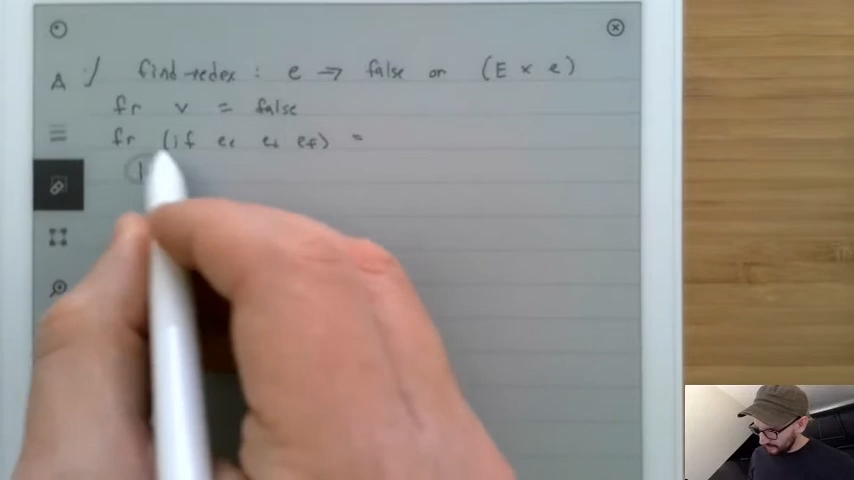 :/ find-redex : e → false or (E × e)
fr v = false
fr (if ec et ef) =